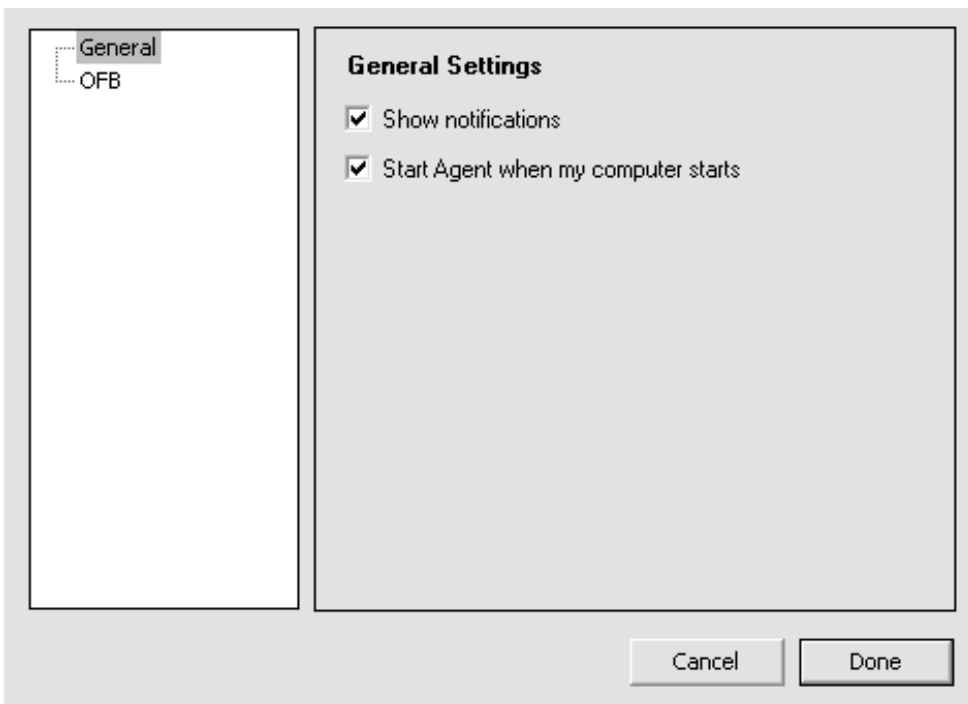 General
OFB
General Settings
Show notifications
Start Agent when my computer starts
Cancel
Done